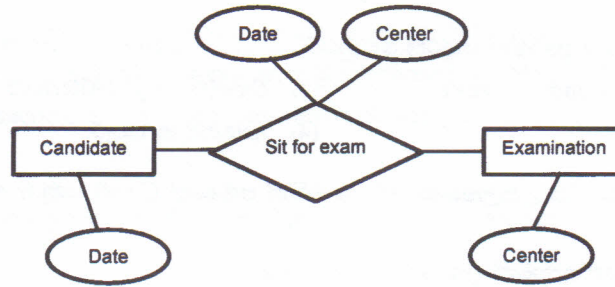 Date
Center
Candidate
Sit for exam
Examination
Date
Center